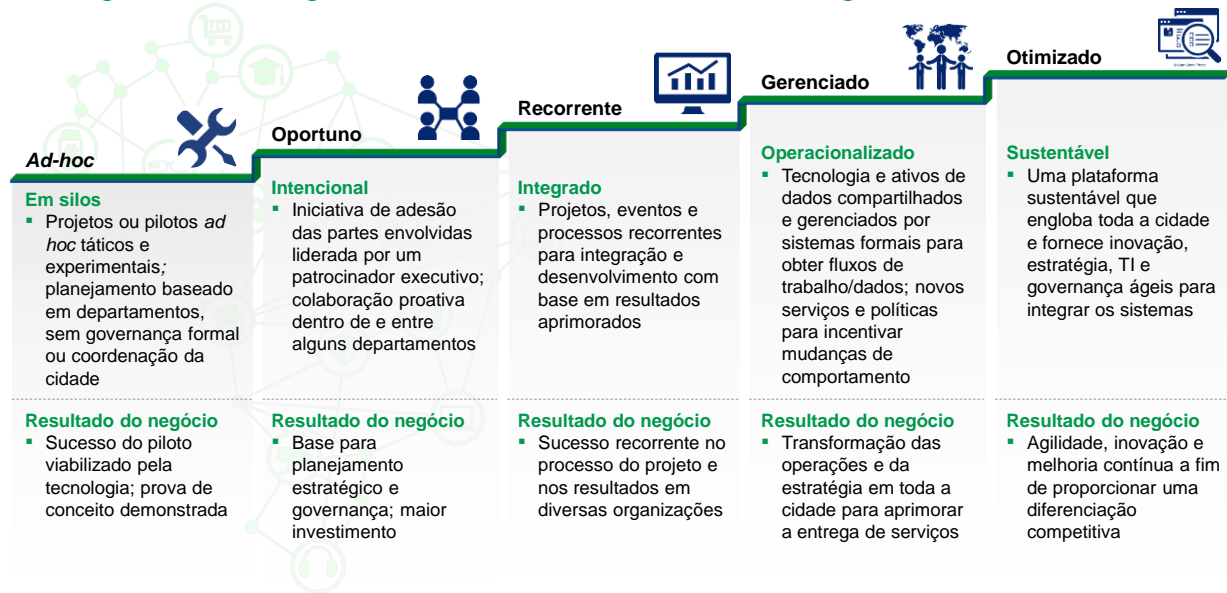 Ad-hoc
Em silos
▪ Projetos ou pilotos ad
hoc táticos e
experimentais;
planejamento baseado
em departamentos,
sem governança formal
ou coordenação da
cidade
Resultado do negócio
▪ Sucesso do piloto
viabilizado pela
tecnologia; prova de
conceito demonstrada
Oportuno
Intencional
▪ Iniciativa de adesão
das partes envolvidas
liderada por um
patrocinador executivo;
colaboração proativa
dentro de e entre
alguns departamentos
Resultado do negócio
▪ Base para
planejamento
estratégico e
governança; maior
investimento
Recorrente
Integrado
▪ Projetos, eventos e
processos recorrentes
para integração e
desenvolvimento com
base em resultados
aprimorados
Resultado do negócio
▪ Sucesso recorrente no
processo do projeto e
nos resultados em
diversas organizações
Gerenciado
Operacionalizado
▪ Tecnologia e ativos de
dados compartilhados
e gerenciados por
sistemas formais para
obter fluxos de
trabalho/dados; novos
serviços e políticas
para incentivar
mudanças de
comportamento
Resultado do negócio
▪ Transformação das
operações e da
estratégia em toda a
cidade para aprimorar
a entrega de serviços
Otimizado
Sustentável
▪ Uma plataforma
sustentável que
engloba toda a cidade
e fornece inovação,
estratégia, TI e
governança ágeis para
integrar os sistemas
Resultado do negócio
▪ Agilidade, inovação e
melhoria contínua a fim
de proporcionar uma
diferenciação
competitiva